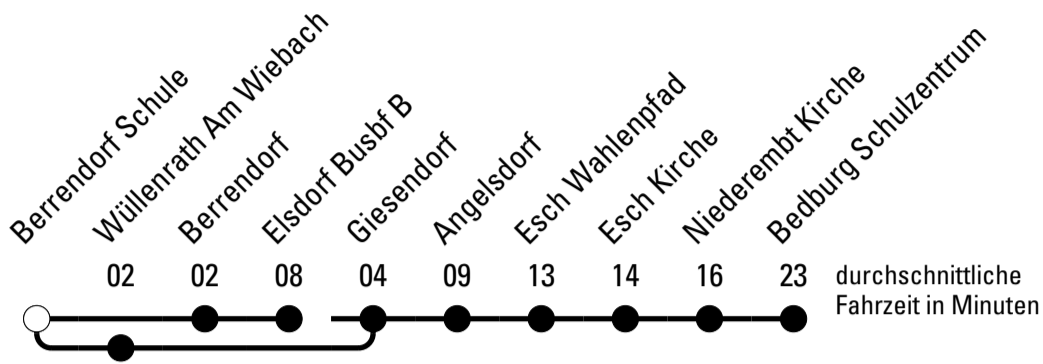 Berrendorf Schule
Wüllenrath Am Wiebach
Berrendorf
Elsdorf Busbf B
Giesendorf
Angelsdorf
Esch Wahlenpfad
Esch Kirche
Niederembt Kirche
Bedburg Schulzentrum
02 02 08 04 09 13 14 16 23
durchschnittliche
Fahrzeit in Minuten